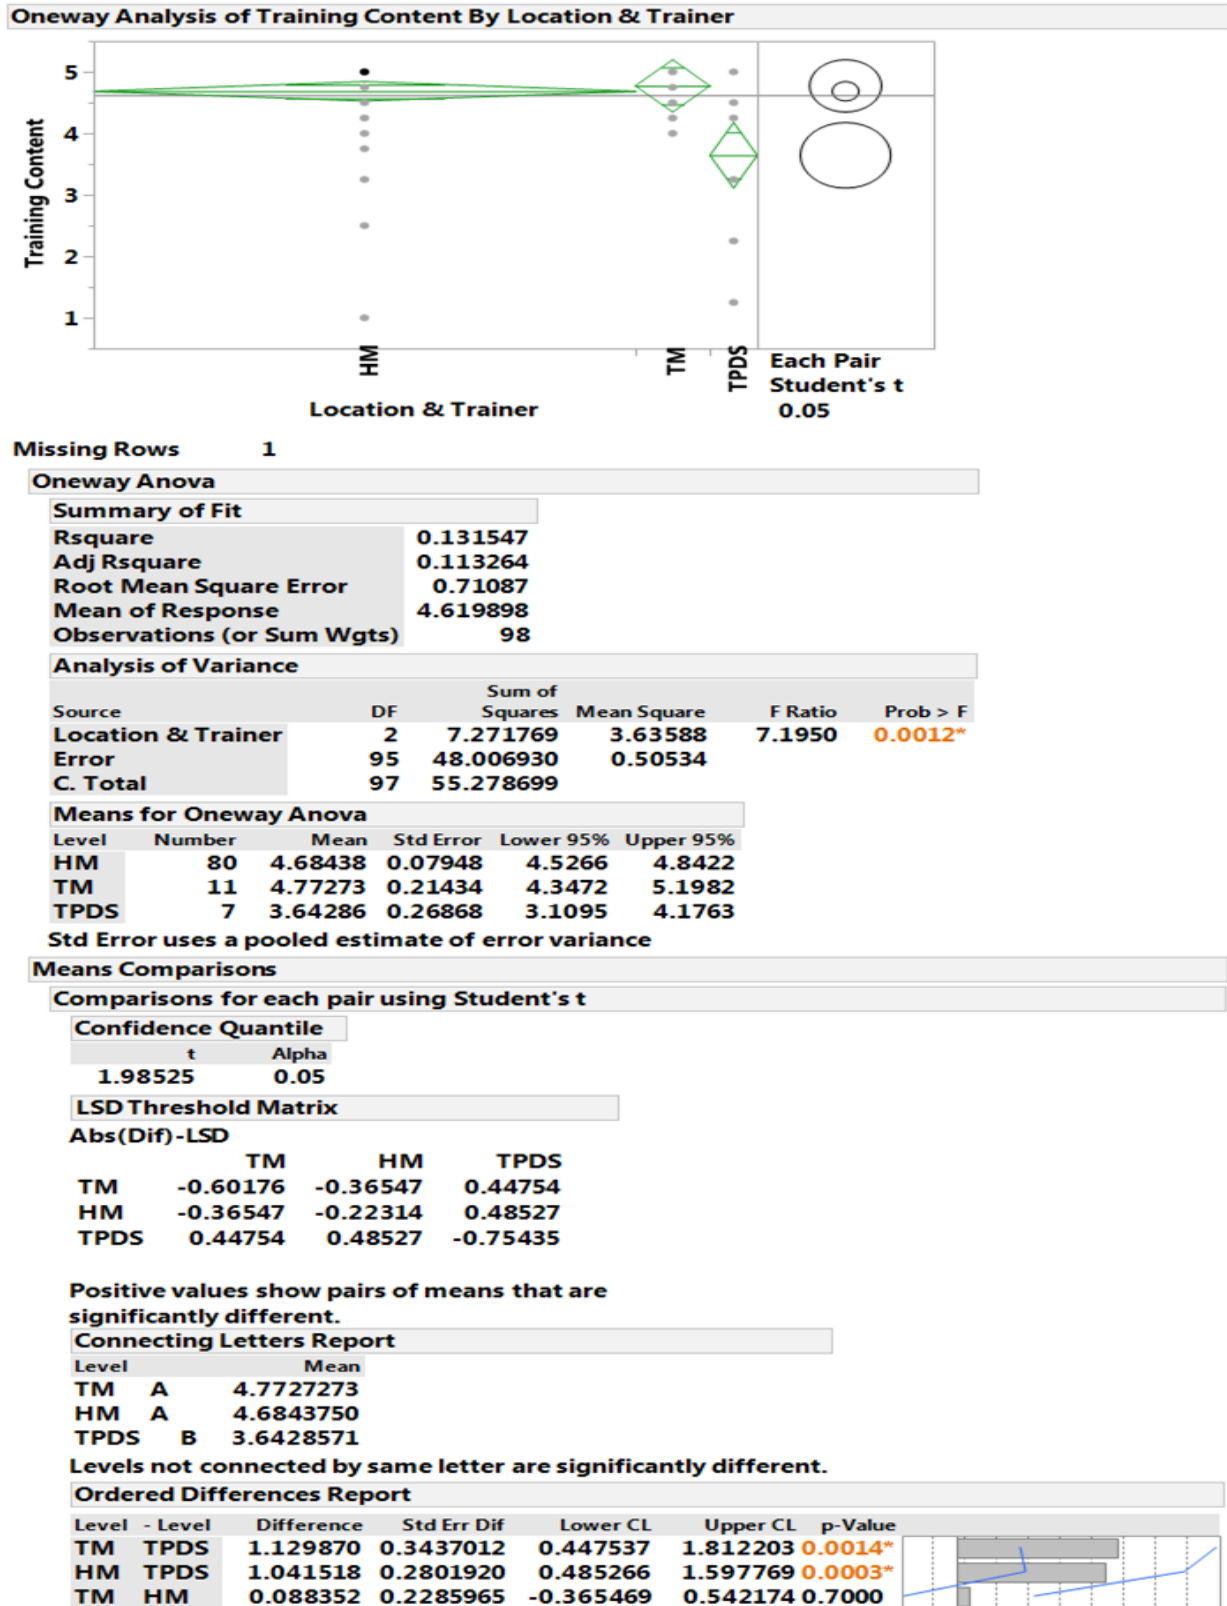 Oneway Analysis of Training Content By Location & Trainer
5
4
3
2
1
Training Content
HM
TM
TPDS
Location & Trainer
Each Pair
Student's t
0.05
Missing Rows 1
Oneway Anova
Summary of Fit
Rsquare 0.131547
Adj Rsquare 0.113264
Root Mean Square Error 0.71087
Mean of Response 4.619898
Observations (or Sum Wgts) 98
Analysis of Variance
Sum of
Source DF Squares Mean Square F Ratio Prob > F
Location & Trainer 2 7.271769 3.63588 7.1950 0.0012*
Error 95 48.006930 0.50534
C. Total 97 55.278699
Means for Oneway Anova
Level Number Mean Std Error Lower 95% Upper 95%
HM 80 4.68438 0.07948 4.5266 4.8422
TM 11 4.77273 0.21434 4.3472 5.1982
TPDS 7 3.64286 0.26868 3.1095 4.1763
Std Error uses a pooled estimate of error variance
Means Comparisons
Comparisons for each pair using Student's t
Confidence Quantile
t Alpha
1.98525 0.05
LSD Threshold Matrix
Abs(Dif)-LSD
TM HM TPDS
TM -0.60176 -0.36547 0.44754
HM -0.36547 -0.22314 0.48527
TPDS 0.44754 0.48527 -0.75435
Positive values show pairs of means that are
significantly different.
Connecting Letters Report
Level Mean
TM A 4.7727273
HM A 4.6843750
TPDS B 3.6428571
Levels not connected by same letter are significantly different.
Ordered Differences Report
Level - Level Difference Std Err Dif Lower CL Upper CL p-Value
TM TPDS 1.129870 0.3437012 0.447537 1.812203 0.0014*
HM TPDS 1.041518 0.2801920 0.485266 1.597769 0.0003*
TM HM 0.088352 0.2285965 -0.365469 0.542174 0.7000